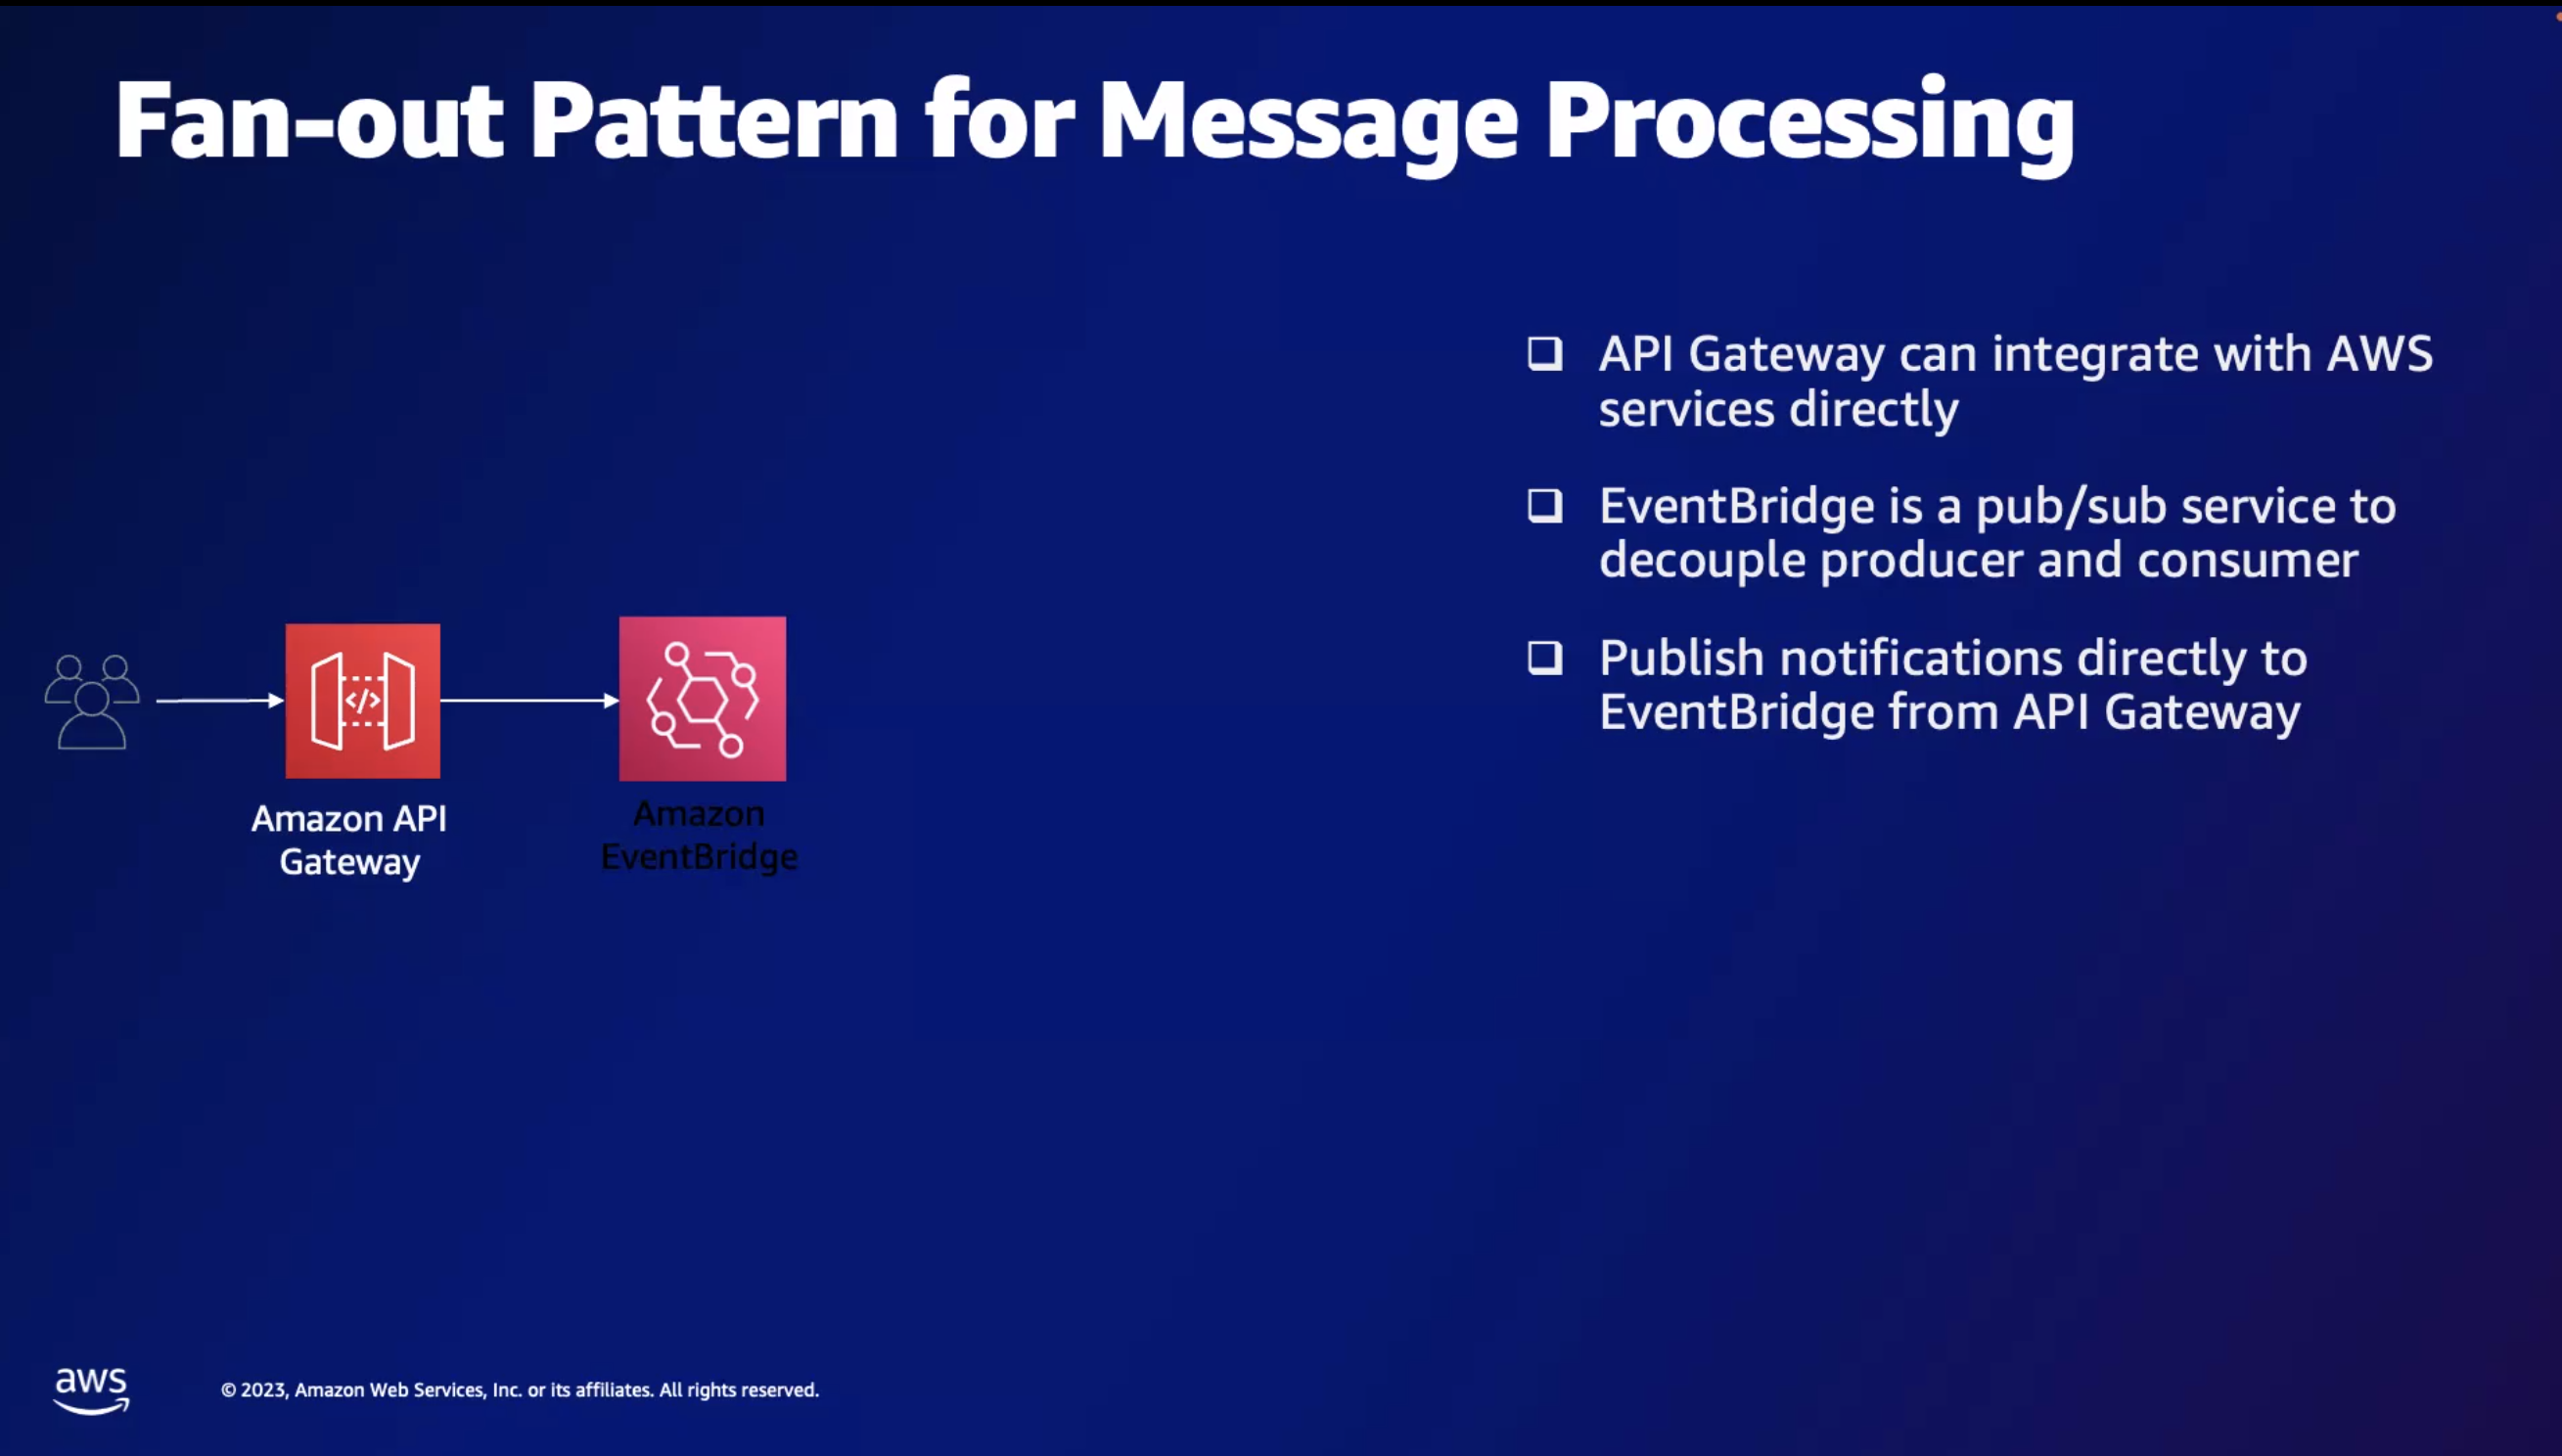 Fan-out Pattern for Message Processing
API Gateway can integrate with AWS
services directly
EventBridge is a pub/sub service to
decouple producer and consumer
Publish notifications directly to
EventBridge from API Gateway
</>
Amazon API
Gateway
Amazon
EventBridge
aws
© 2023, Amazon Web Services, Inc. or its affiliates. All rights reserved.